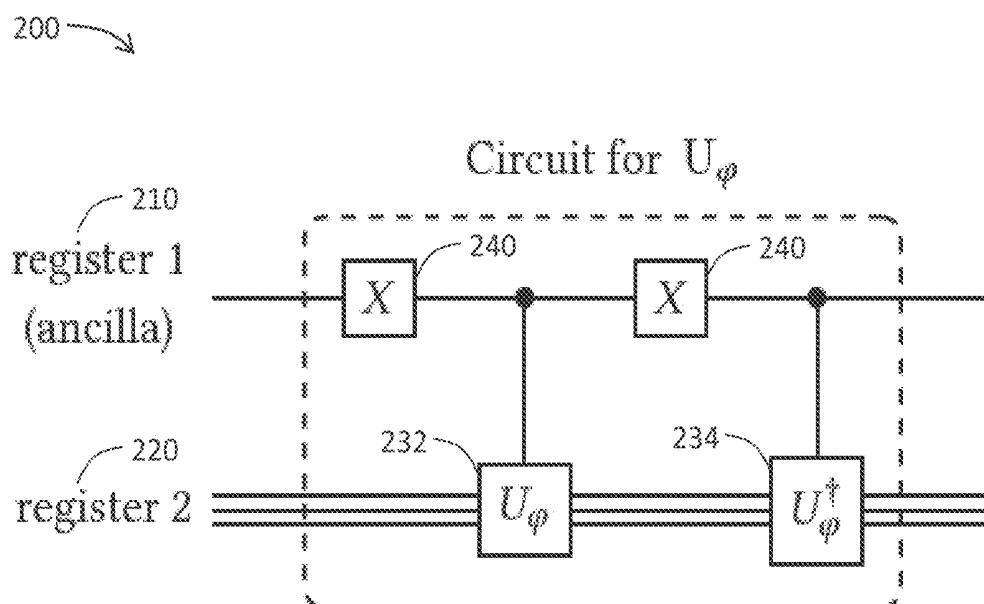 200
Circuit for U_φ
210
register 1
(ancilla)
240
240
X
X
220
register 2
232
234
U_φ
U_φ^†